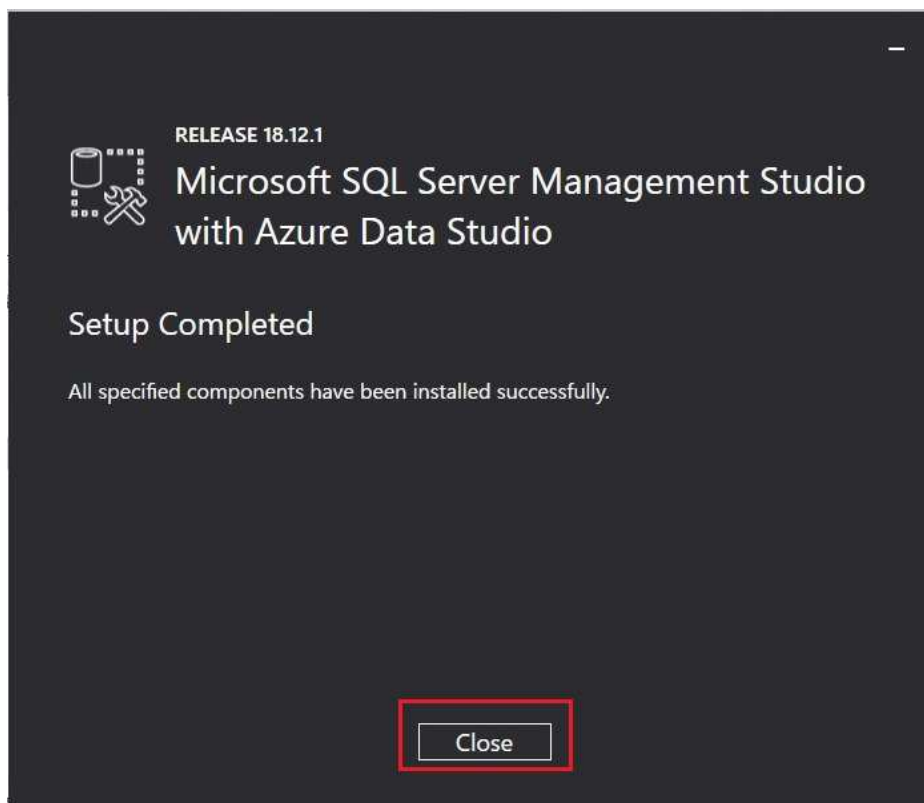 RELEASE 18.12.1
Microsoft SQL Server Management Studio
with Azure Data Studio
Setup Completed
All specified components have been installed successfully.
Close